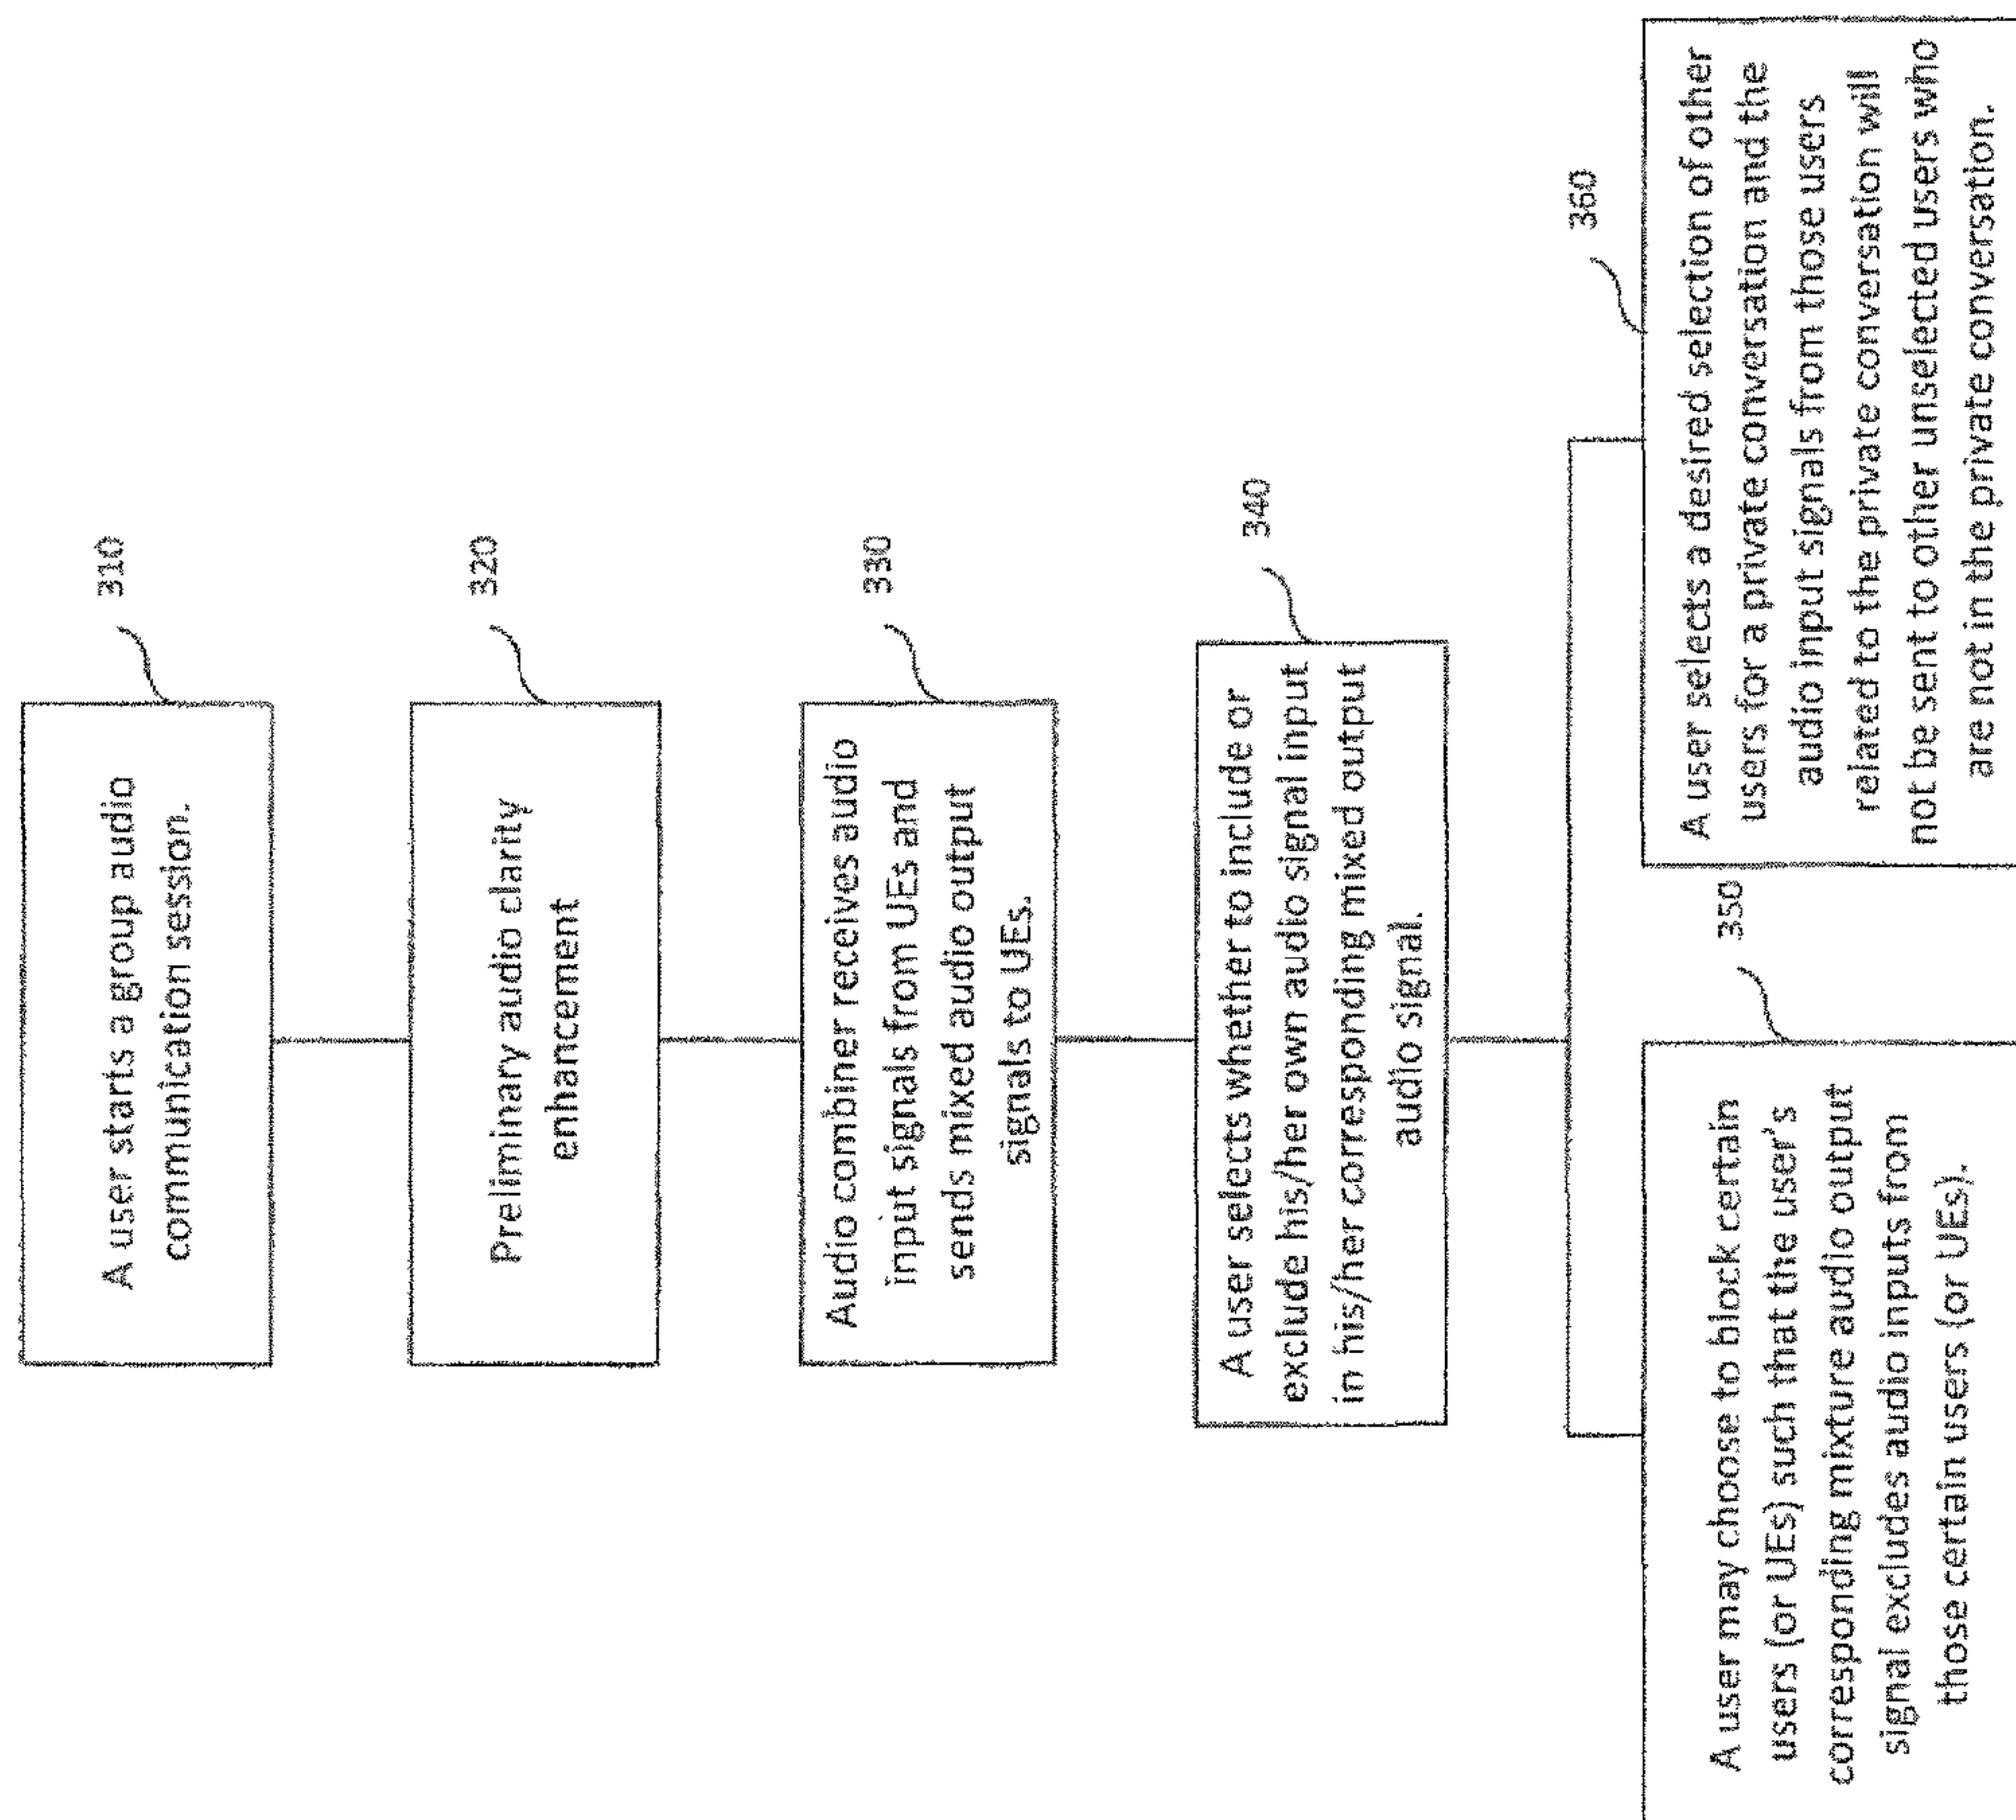 A user starts a group audio
communication session.
310
Preliminary audio clarity
enhancement
320
Audio combiner receives audio
input signals from UEs and
sends mixed audio output
signals to UEs.
330
A user selects whether to include or
exclude his/her own audio signal input
in his/her corresponding mixed output
audio signal.
340
A user may choose to block certain
users (or UEs) such that the user's
corresponding mixture audio output
signal excludes audio inputs from
those certain users (or UEs).
350
A user selects a desired selection of other
users for a private conversation and the
audio input signals from those users
related to the private conversation will
not be sent to other unselected users who
are not in the private conversation.
360